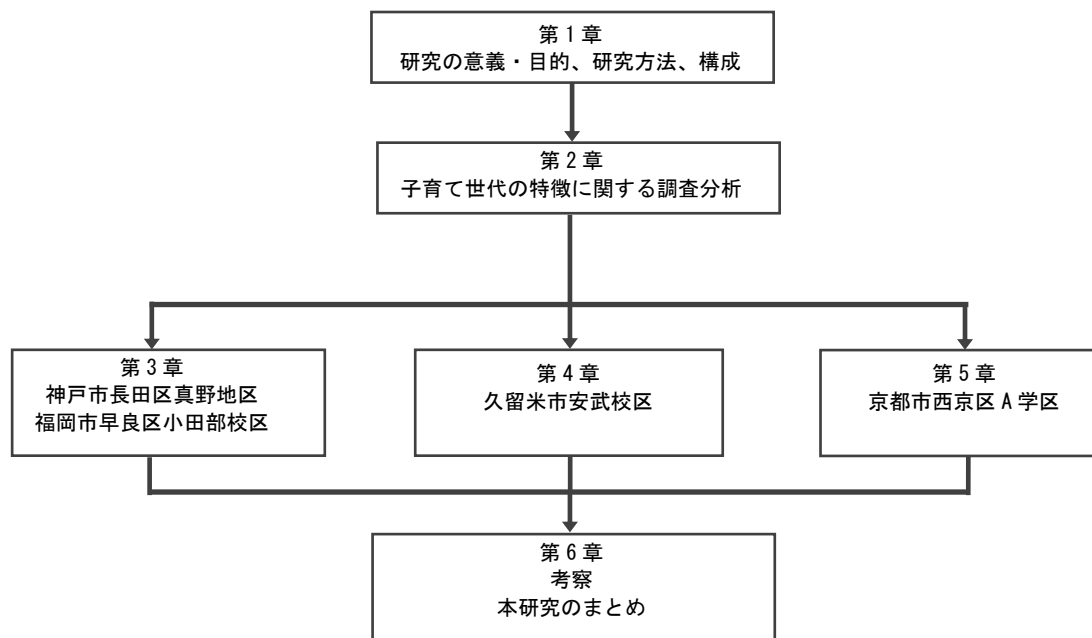 第1章
研究の意義・目的、研究方法、構成
第2章
子育て世代の特徴に関する調査分析
第3章
神戸市長田区真野地区
福岡市早良区小田部校区
第4章
久留米市安武校区
第5章
京都市西京区A学区
第6章
考察
本研究のまとめ